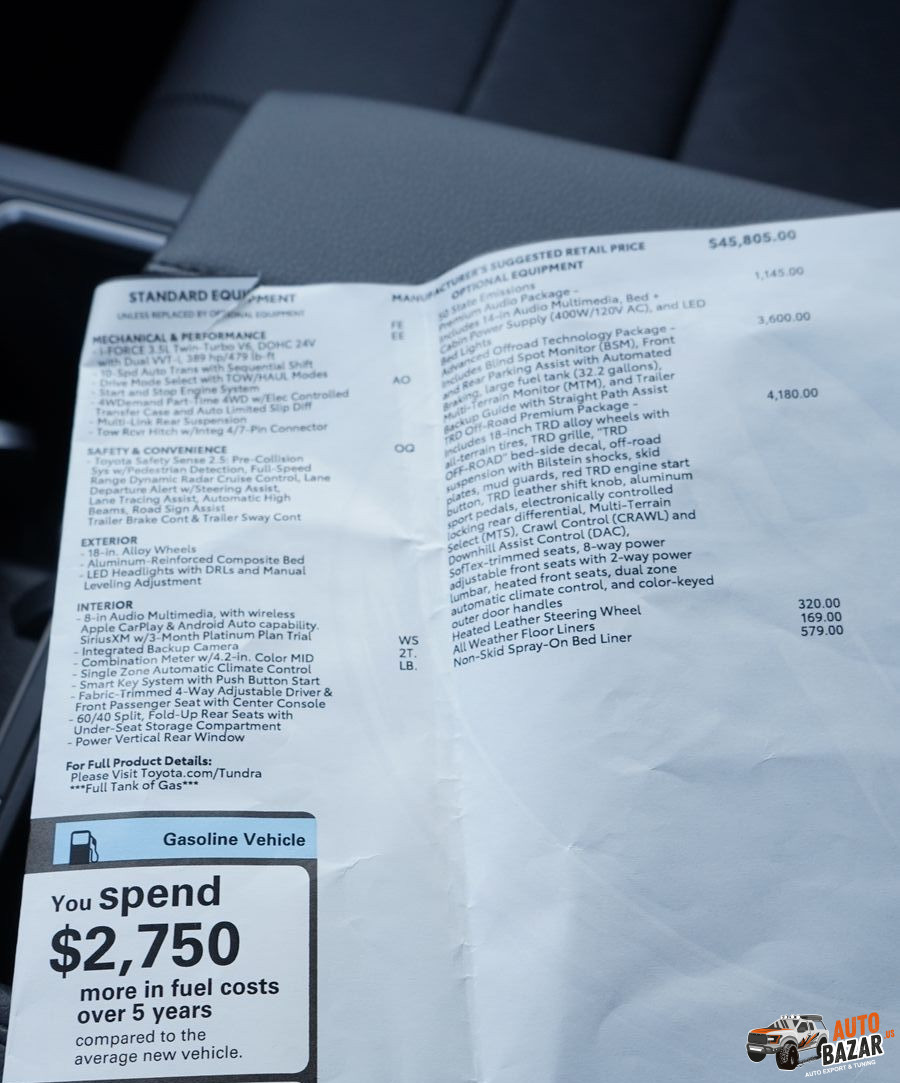 STANDARD EQUIPMENT
UNLESS REPLACED BY OPTIONAL EQUIPMENT
MECHANICAL & PERFORMANCE
- i-FORCE 3.5L Twin-Turbo V6, DOHC 24V
with Dual VVT-i, 389 hp/479 lb-ft
- 10-Spd Auto Trans with Sequential Shift
- Drive Mode Select with TOW/HAUL Modes
- Start and Stop Engine System
- 4WDemand Part-Time 4WD w/Elec Controlled
Transfer Case and Auto Limited Slip Diff
- Multi-Link Rear Suspension
- Tow Rcvr Hitch w/Integ 4/7-Pin Connector
SAFETY & CONVENIENCE
- Toyota Safety Sense 2.5: Pre-Collision
Sys w/Pedestrian Detection, Full-Speed
Range Dynamic Radar Cruise Control, Lane
Departure Alert w/Steering Assist,
Lane Tracing Assist, Automatic High
Beams, Road Sign Assist
Trailer Brake Cont & Trailer Sway Cont
EXTERIOR
- 18-in. Alloy Wheels
- Aluminum-Reinforced Composite Bed
- LED Headlights with DRLs and Manual
Leveling Adjustment
INTERIOR
- 8-in Audio Multimedia, with wireless
Apple CarPlay & Android Auto capability.
SiriusXM w/3-Month Platinum Plan Trial
- Integrated Backup Camera
- Combination Meter w/4.2-in. Color MID
- Single Zone Automatic Climate Control
- Smart Key System with Push Button Start
- Fabric-Trimmed 4-Way Adjustable Driver &
Front Passenger Seat with Center Console
- 60/40 Split, Fold-Up Rear Seats with
Under-Seat Storage Compartment
- Power Vertical Rear Window
For Full Product Details:
Please Visit Toyota.com/Tundra
***Full Tank of Gas***
MANUFACTURER'S SUGGESTED RETAIL PRICE $45,805.00
OPTIONAL EQUIPMENT
FE 50 State Emissions
EE Premium Audio Package - 1,145.00
Includes 14-in Audio Multimedia, Bed +
Cabin Power Supply (400W/120V AC), and LED
Bed Lights
AO Advanced Offroad Technology Package - 3,600.00
Includes Blind Spot Monitor (BSM), Front
and Rear Parking Assist with Automated
Braking, large fuel tank (32.2 gallons),
Multi-Terrain Monitor (MTM), and Trailer
Backup Guide with Straight Path Assist
OQ TRD Off-Road Premium Package - 4,180.00
Includes 18-inch TRD alloy wheels with
all-terrain tires, TRD grille, "TRD
OFF-ROAD" bed-side decal, off-road
suspension with Bilstein shocks, skid
plates, mud guards, red TRD engine start
button, TRD leather shift knob, aluminum
sport pedals, electronically controlled
locking rear differential, Multi-Terrain
Select (MTS), Crawl Control (CRAWL) and
Downhill Assist Control (DAC),
SofTex-trimmed seats, 8-way power
adjustable front seats with 2-way power
lumbar, heated front seats, dual zone
automatic climate control, and color-keyed
outer door handles
WS Heated Leather Steering Wheel 320.00
2T. All Weather Floor Liners 169.00
LB. Non-Skid Spray-On Bed Liner 579.00
Gasoline Vehicle
You spend
$2,750
more in fuel costs
over 5 years
compared to the
average new vehicle.
AUTO
BAZAR.us
AUTO EXPORT & TUNING